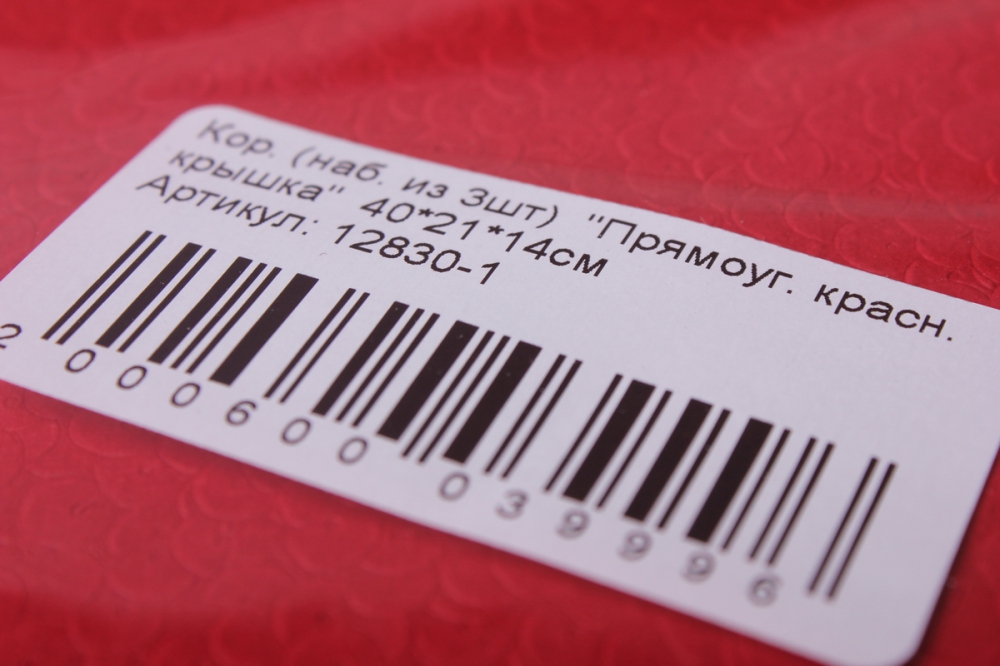 Кор. (наб. из 3шт) "Прямоуг. красн.
крышка" 40*21*14см
Артикул: 12830-1
2 000600 039996